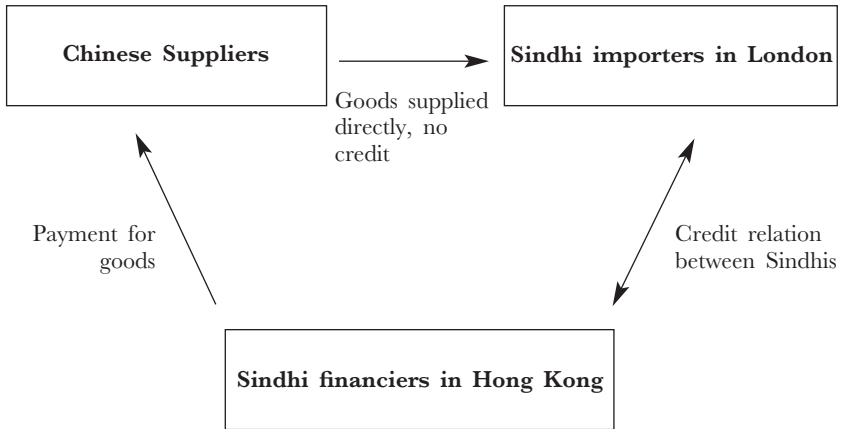 Chinese Suppliers
Sindhi importers in London
Goods supplied
directly, no
credit
Payment for
goods
Credit relation
between Sindhis
Sindhi financiers in Hong Kong